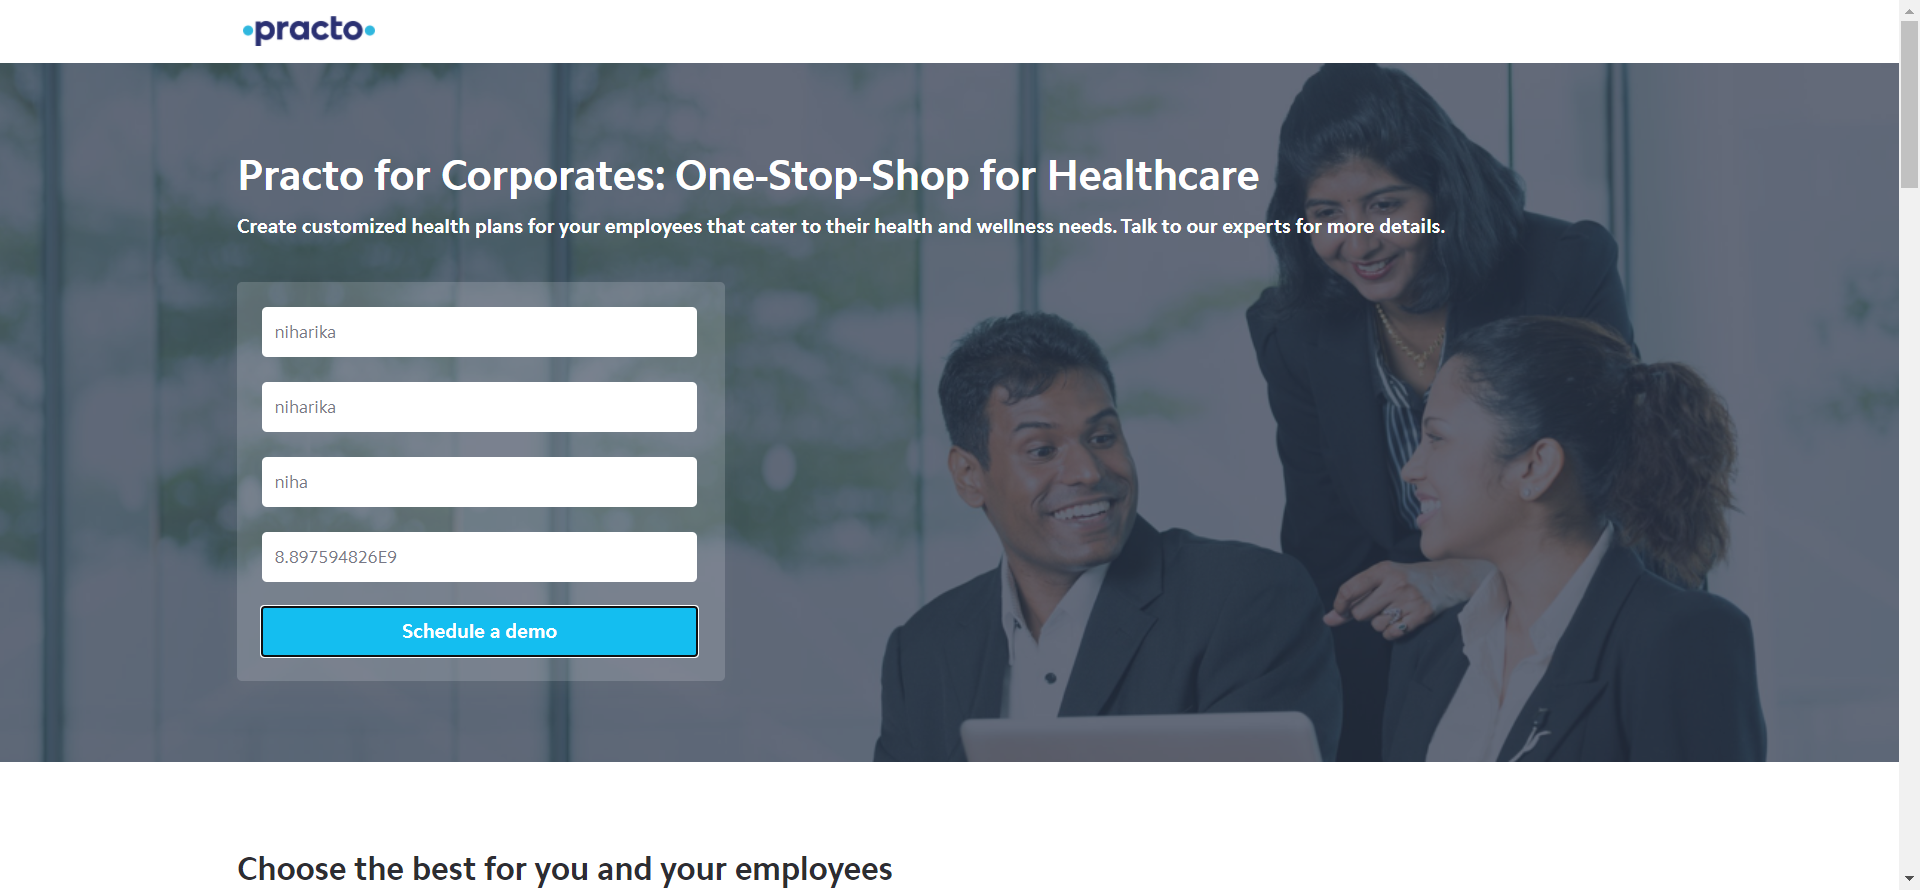 practo
Practo for Corporates: One-Stop-Shop for Healthcare
Create customized health plans for your employees that cater to their health and wellness needs. Talk to our experts for more details.
niharika
niharika
niha
8.897594826E9
Schedule a demo
Choose the best for you and your employees